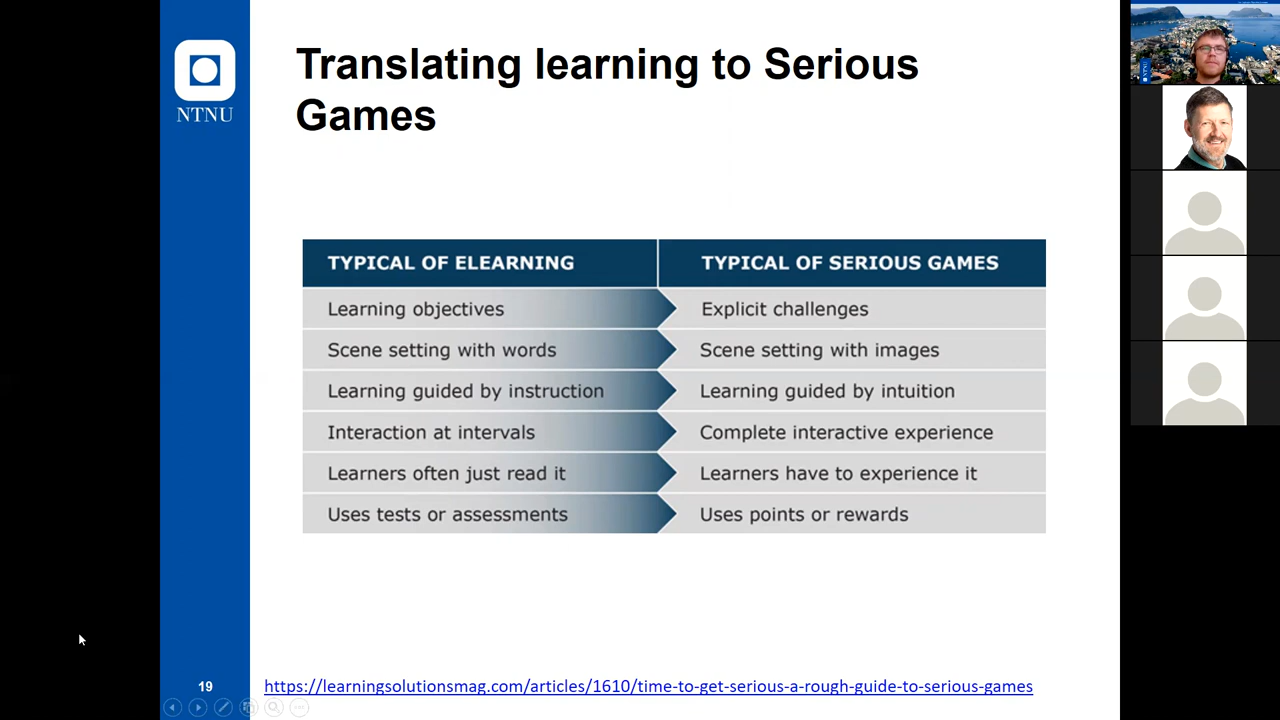 Translating learning to Serious
Games
NTNU
TYPICAL OF ELEARNING TYPICAL OF SERIOUS GAMES
Learning objectives Explicit challenges
Scene setting with words Scene setting with images
Learning guided by instruction Learning guided by intuition
Interaction at intervals Complete interactive experience
Learners often just read it Learners have to experience it
Uses tests or assessments Uses points or rewards
19
https://learningsolutionsmag.com/articles/1610/time-to-get-serious-a-rough-guide-to-serious-games
NTNU